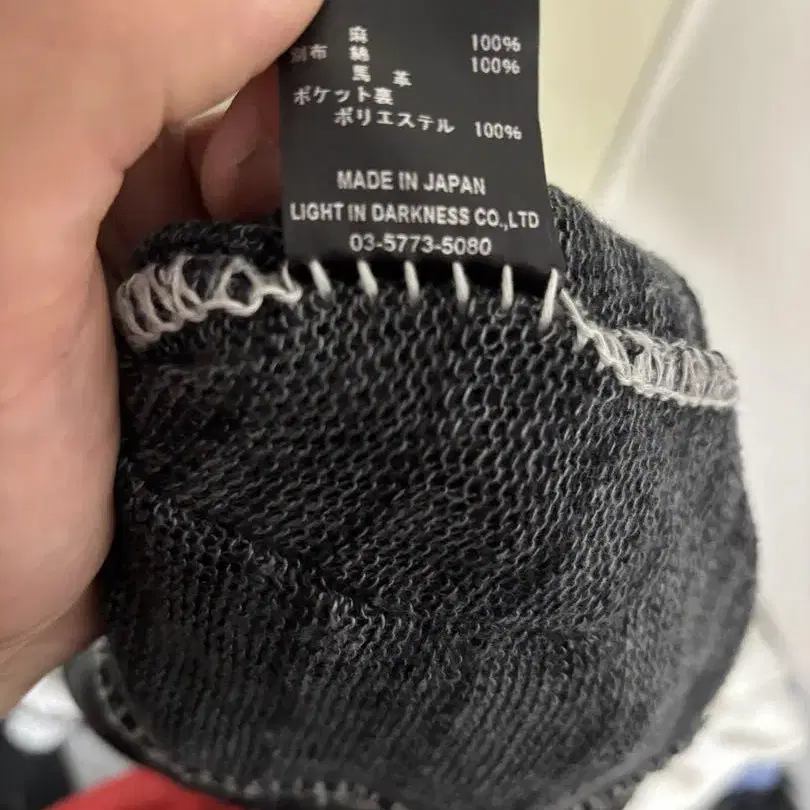 麻 100%
別布 綿 100%
馬 革
ポケット裏
ポリエステル 100%
MADE IN JAPAN
LIGHT IN DARKNESS CO.,LTD
03-5773-5080